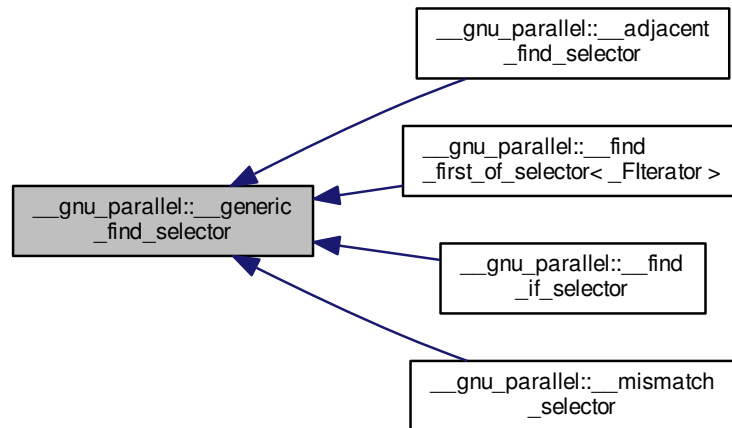 __gnu_parallel::__adjacent
_find_selector
__gnu_parallel::__find
_first_of_selector< _FIterator >
__gnu_parallel::__generic
_find_selector
__gnu_parallel::__find
_if_selector
__gnu_parallel::__mismatch
_selector